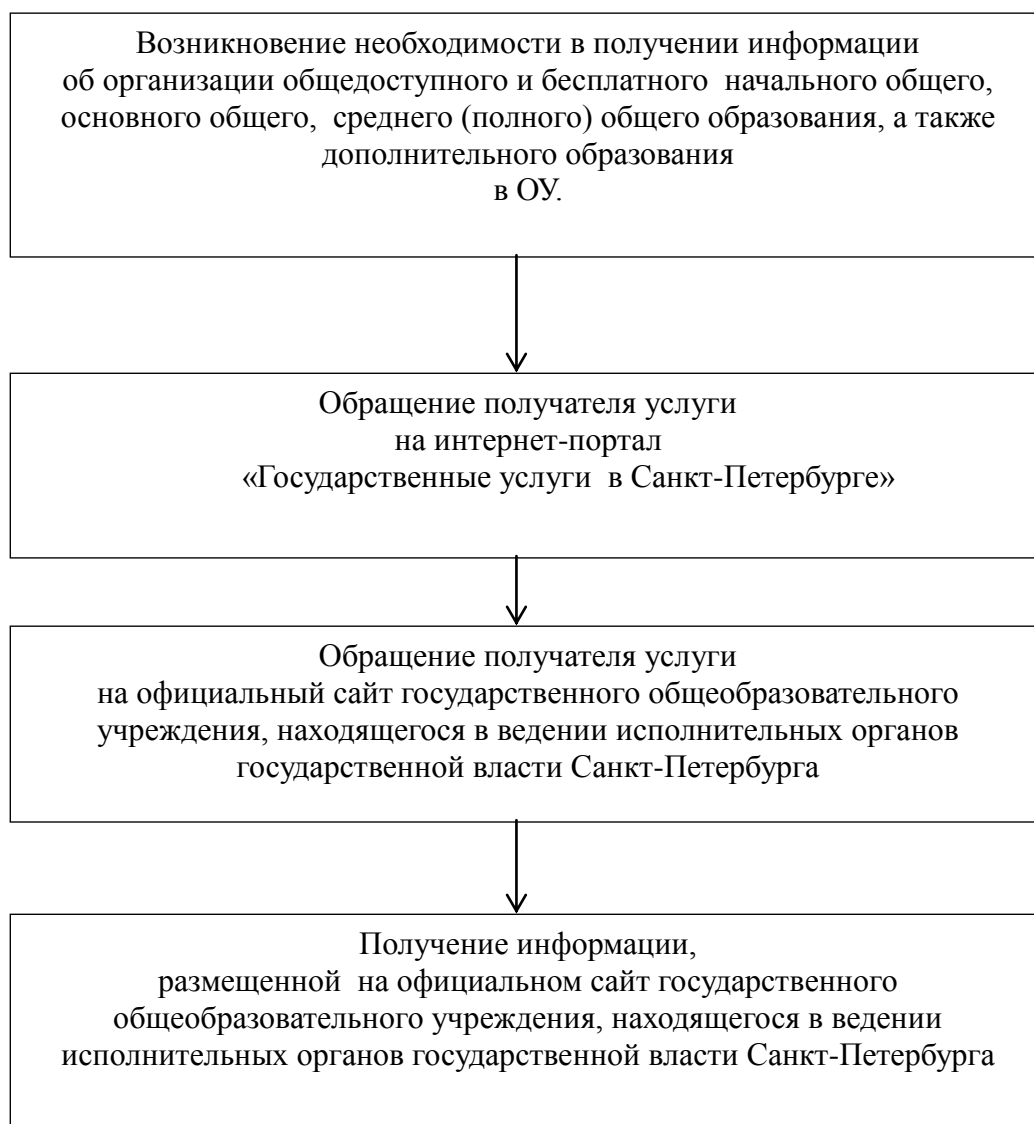 Возникновение необходимости в получении информации
об организации общедоступного и бесплатного начального общего,
основного общего, среднего (полного) общего образования, а также
дополнительного образования
в ОУ.
Обращение получателя услуги
на интернет-портал
«Государственные услуги в Санкт-Петербурге»
Обращение получателя услуги
на официальный сайт государственного общеобразовательного
учреждения, находящегося в ведении исполнительных органов
государственной власти Санкт-Петербурга
Получение информации,
размещенной на официальном сайт государственного
общеобразовательного учреждения, находящегося в ведении
исполнительных органов государственной власти Санкт-Петербурга